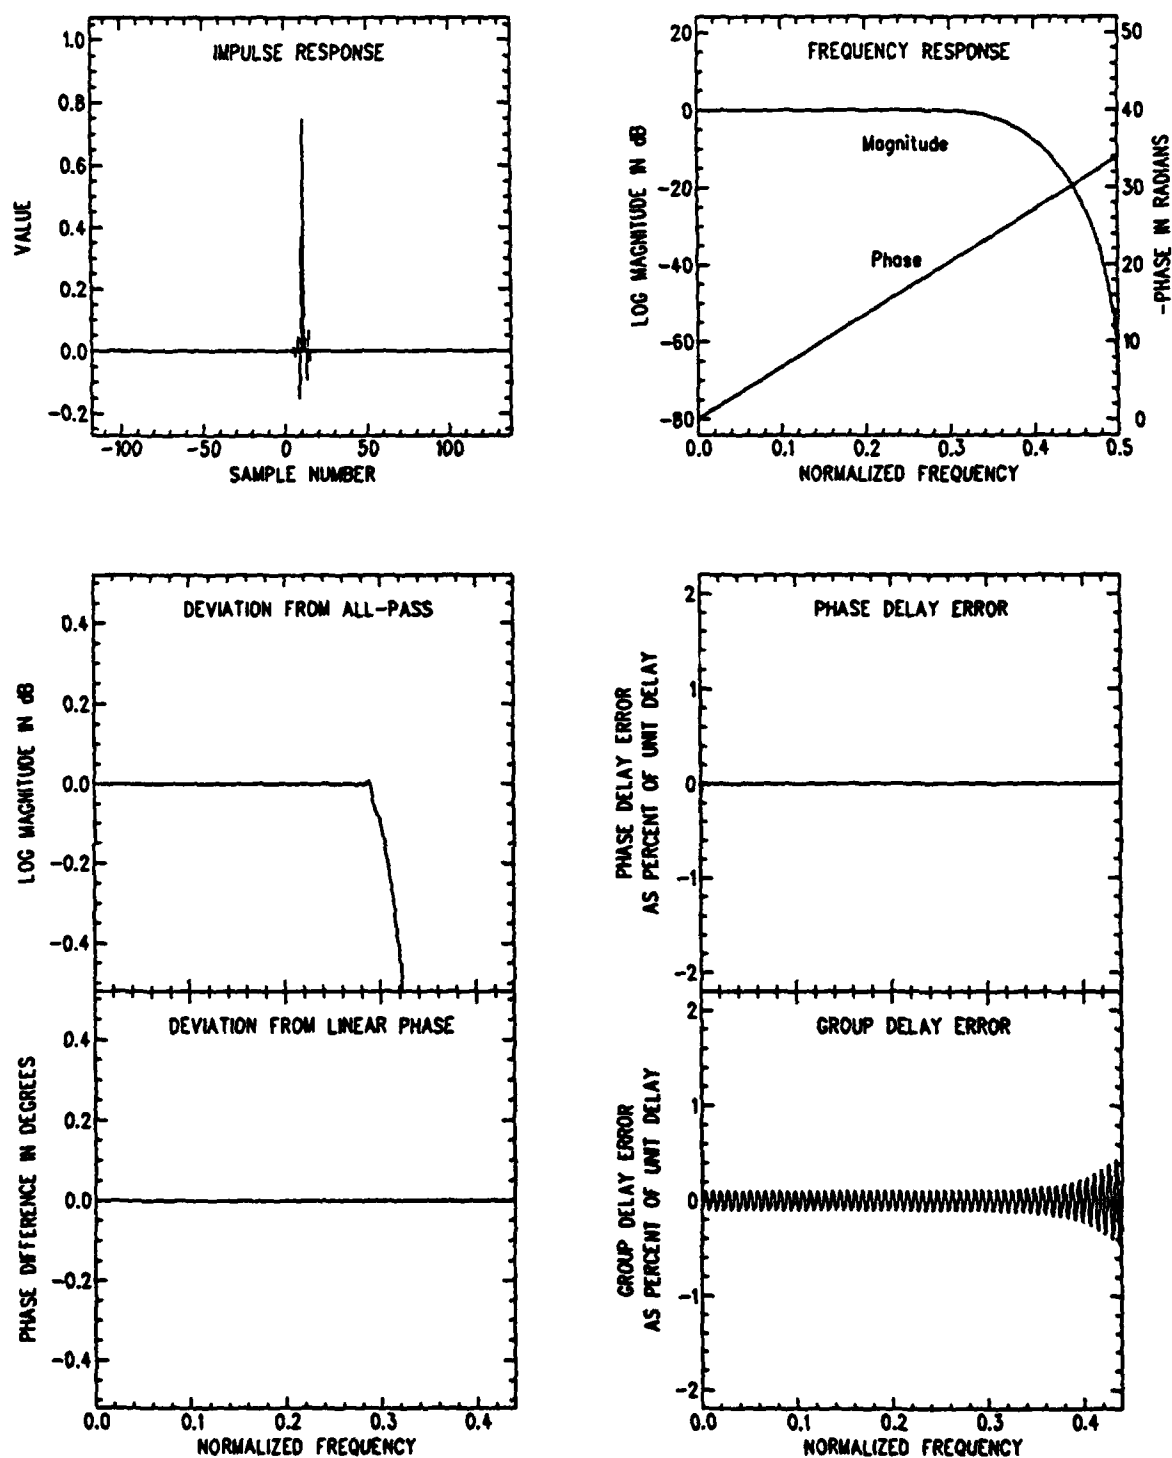 IMPULSE RESPONSE
1.0
0.8
0.6
0.4
0.2
0.0
-0.2
VALUE
-100 -50 0 50 100
SAMPLE NUMBER
FREQUENCY RESPONSE
20
0
-20
-40
-60
-80
LOG MAGNITUDE IN dB
Magnitude
Phase
50
40
30
20
10
0
-PHASE IN RADIANS
0.0 0.1 0.2 0.3 0.4 0.5
NORMALIZED FREQUENCY
DEVIATION FROM ALL-PASS
0.4
0.2
0.0
-0.2
-0.4
LOG MAGNITUDE IN dB
DEVIATION FROM LINEAR PHASE
0.4
0.2
0.0
-0.2
-0.4
PHASE DIFFERENCE IN DEGREES
0.0 0.1 0.2 0.3 0.4
NORMALIZED FREQUENCY
PHASE DELAY ERROR
2
1
0
-1
-2
PHASE DELAY ERROR
AS PERCENT OF UNIT DELAY
GROUP DELAY ERROR
2
1
0
-1
-2
GROUP DELAY ERROR
AS PERCENT OF UNIT DELAY
0.0 0.1 0.2 0.3 0.4
NORMALIZED FREQUENCY